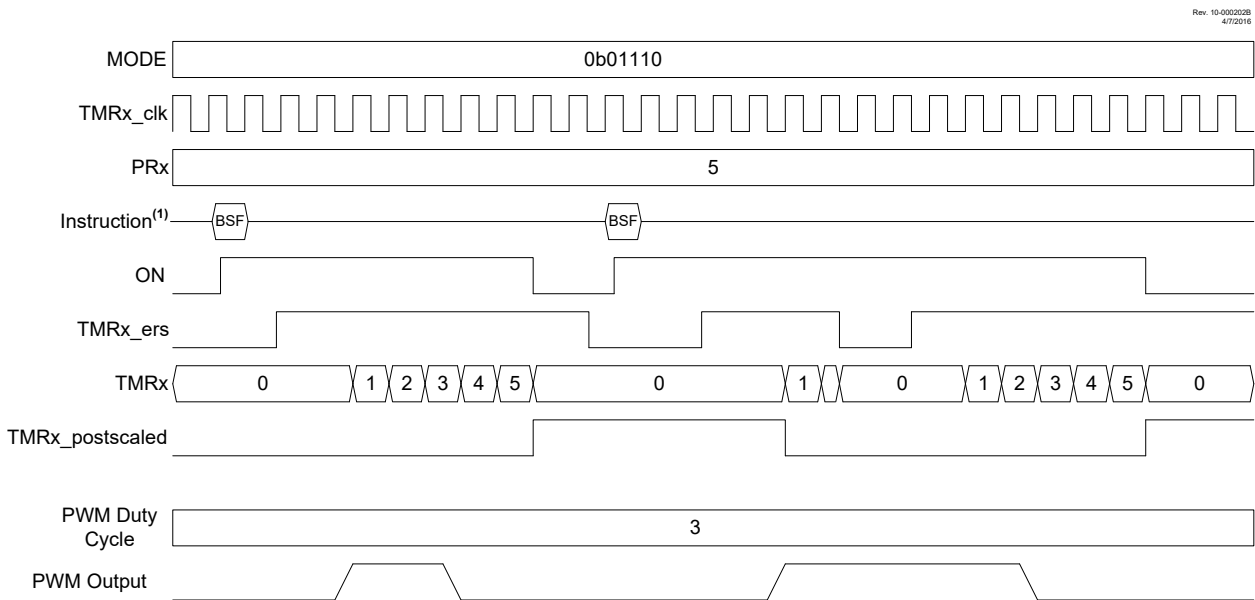 Rev. 10-000202B
4/7/2016
MODE 0b01110
TMRx_clk
PRx 5
Instruction(1) BSF BSF
ON
TMRx_ers
TMRx 0 1 2 3 4 5 0 1 0 1 2 3 4 5 0
TMRx_postscaled
PWM Duty
Cycle 3
PWM Output